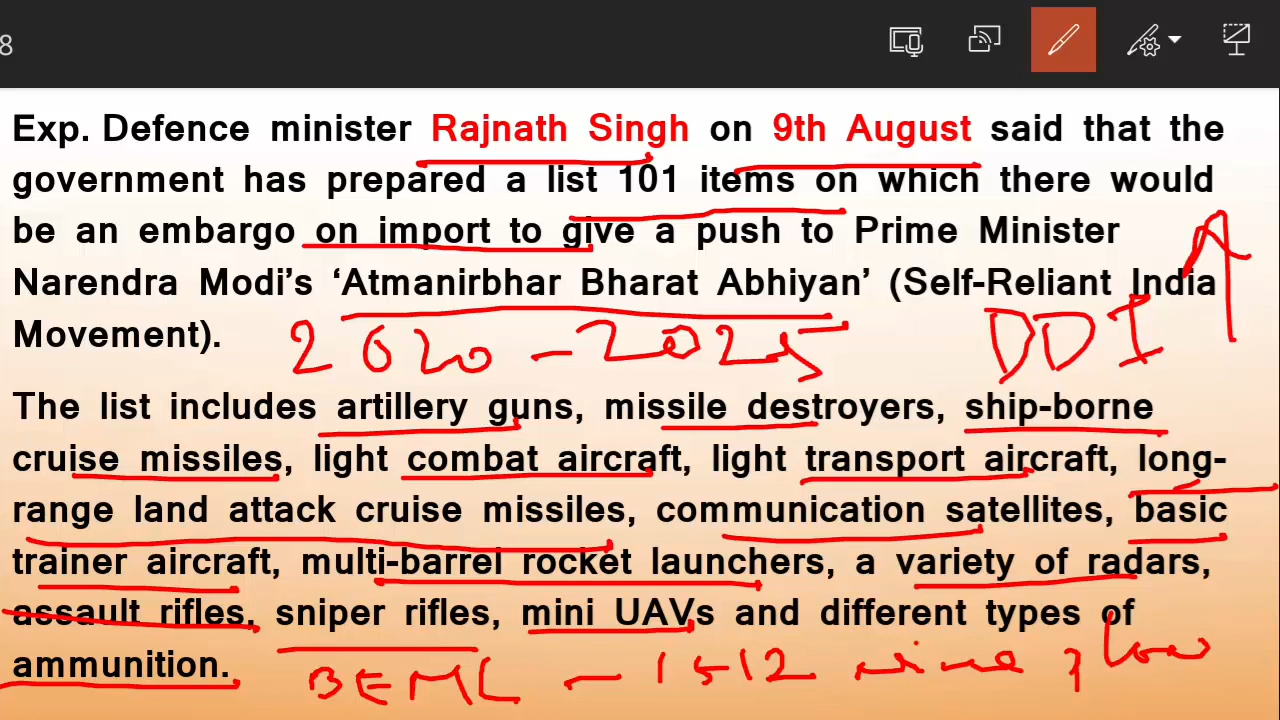 8
Exp. Defence minister Rajnath Singh on 9th August said that the
government has prepared a list 101 items on which there would
be an embargo on import to give a push to Prime Minister
Narendra Modi’s ‘Atmanirbhar Bharat Abhiyan’ (Self-Reliant India
Movement).
2020 - 2025 DDI
The list includes artillery guns, missile destroyers, ship-borne
cruise missiles, light combat aircraft, light transport aircraft, long-
range land attack cruise missiles, communication satellites, basic
trainer aircraft, multi-barrel rocket launchers, a variety of radars,
assault rifles, sniper rifles, mini UAVs and different types of
ammunition.
BEML - 1512 mine plow